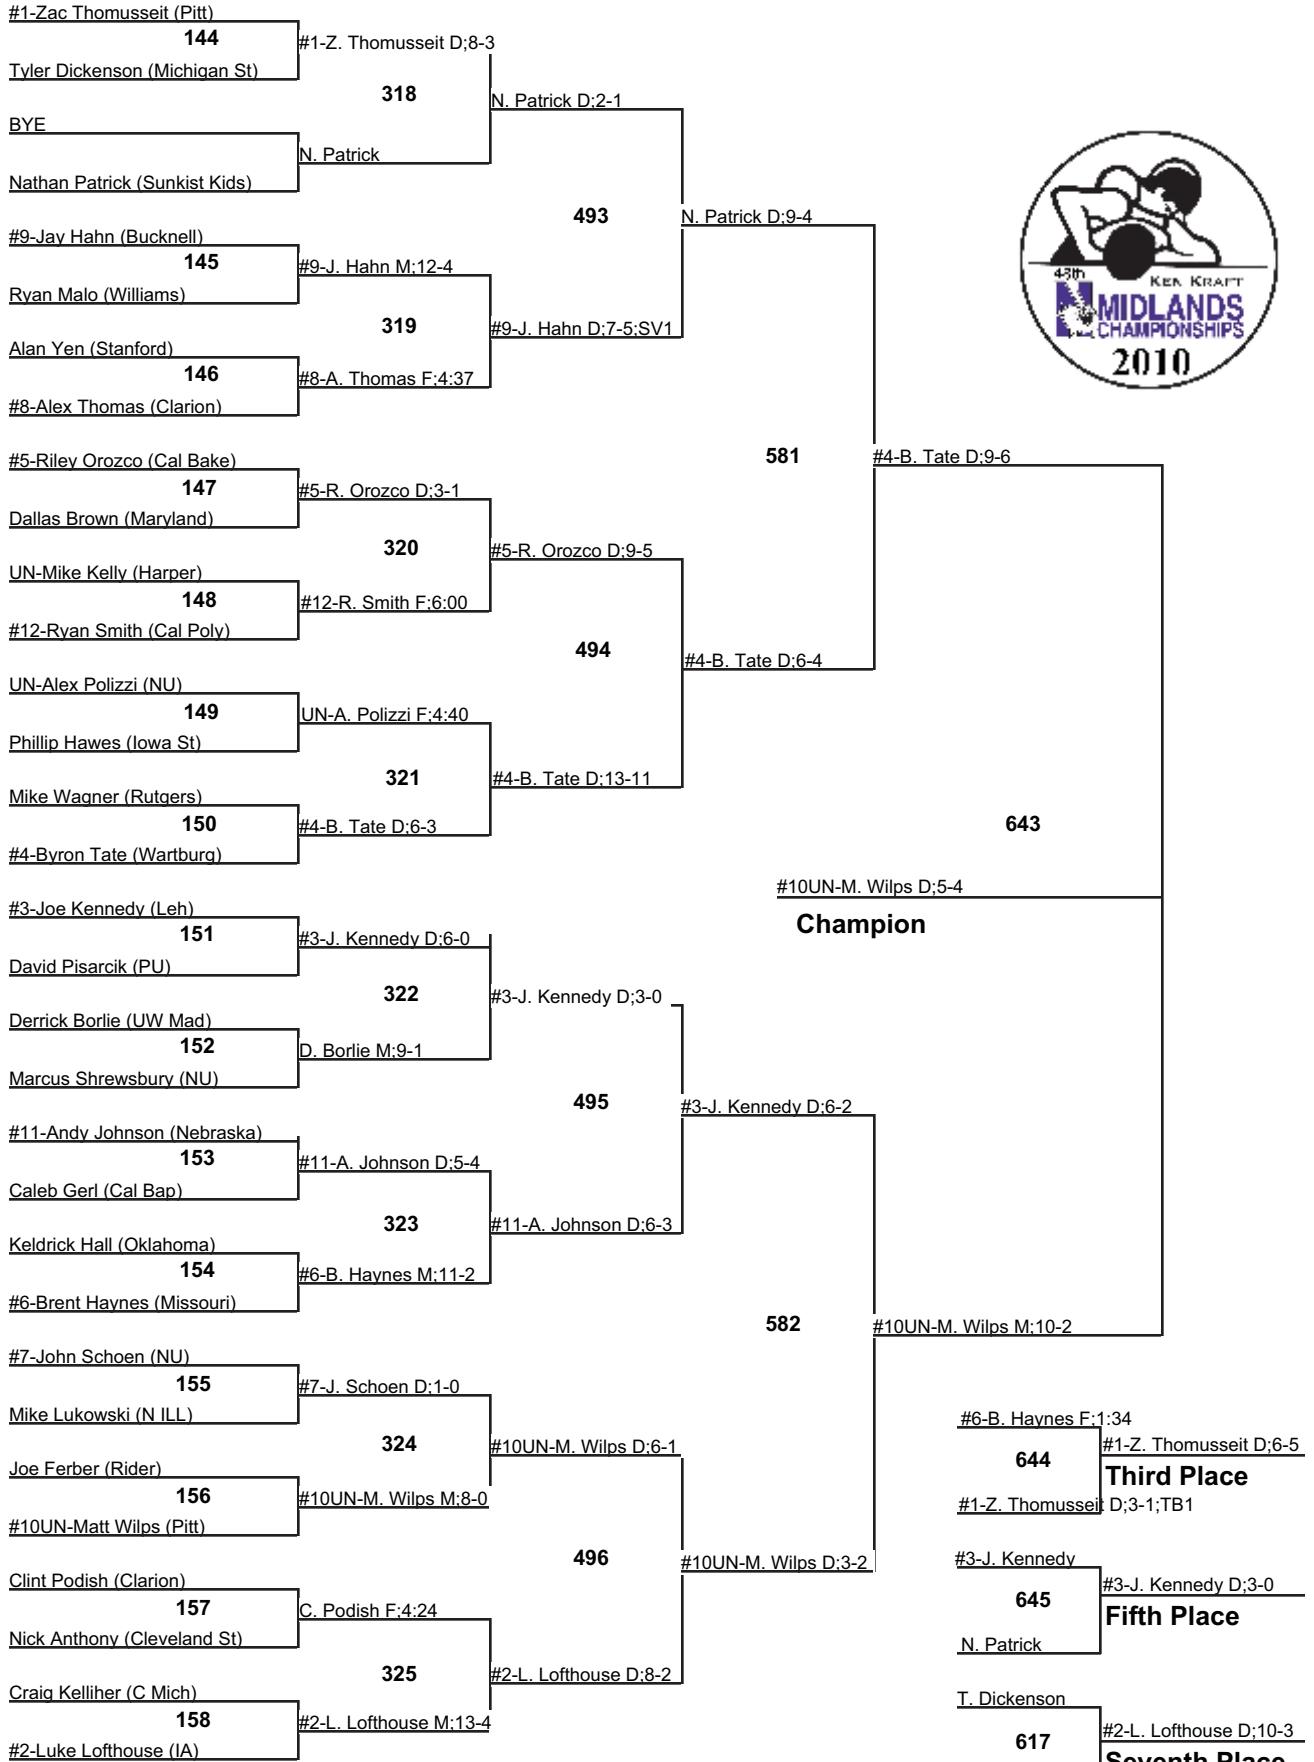 #1-Zac Thomusseit (Pitt)
144
#1-Z. Thomusseit D;8-3
Tyler Dickenson (Michigan St)
318
N. Patrick D;2-1
BYE
N. Patrick
Nathan Patrick (Sunkist Kids)
493
N. Patrick D;9-4
#9-Jay Hahn (Bucknell)
145
#9-J. Hahn M;12-4
Ryan Malo (Williams)
319
#9-J. Hahn D;7-5;SV1
Alan Yen (Stanford)
146
#8-A. Thomas F;4:37
#8-Alex Thomas (Clarion)
48th
KEN KRAFT
MIDLANDS
CHAMPIONSHIPS
2010
581
#4-B. Tate D;9-6
#5-Riley Orozco (Cal Bake)
147
#5-R. Orozco D;3-1
Dallas Brown (Maryland)
320
#5-R. Orozco D;9-5
UN-Mike Kelly (Harper)
148
#12-R. Smith F;6:00
#12-Ryan Smith (Cal Poly)
494
#4-B. Tate D;6-4
UN-Alex Polizzi (NU)
149
UN-A. Polizzi F;4:40
Phillip Hawes (Iowa St)
321
#4-B. Tate D;13-11
Mike Wagner (Rutgers)
150
#4-B. Tate D;6-3
#4-Byron Tate (Wartburg)
643
#10UN-M. Wilps D;5-4
Champion
#3-Joe Kennedy (Leh)
151
#3-J. Kennedy D;6-0
David Pisarcik (PU)
322
#3-J. Kennedy D;3-0
Derrick Borlie (UW Mad)
152
D. Borlie M;9-1
Marcus Shrewsbury (NU)
495
#3-J. Kennedy D;6-2
#11-Andy Johnson (Nebraska)
153
#11-A. Johnson D;5-4
Caleb Gerl (Cal Bap)
323
#11-A. Johnson D;6-3
Keldrick Hall (Oklahoma)
154
#6-B. Haynes M;11-2
#6-Brent Haynes (Missouri)
582
#10UN-M. Wilps M;10-2
#7-John Schoen (NU)
155
#7-J. Schoen D;1-0
Mike Lukowski (N ILL)
324
#10UN-M. Wilps D;6-1
Joe Ferber (Rider)
156
#10UN-M. Wilps M;8-0
#10UN-Matt Wilps (Pitt)
496
#10UN-M. Wilps D;3-2
Clint Podish (Clarion)
157
C. Podish F;4:24
Nick Anthony (Cleveland St)
325
#2-L. Lofthouse D;8-2
Craig Kelliher (C Mich)
158
#2-L. Lofthouse M;13-4
#2-Luke Lofthouse (IA)
#6-B. Haynes F;1:34
644
#1-Z. Thomusseit D;6-5
Third Place
#1-Z. Thomusseit D;3-1;TB1
#3-J. Kennedy
645
#3-J. Kennedy D;3-0
Fifth Place
N. Patrick
T. Dickenson
617
#2-L. Lofthouse D;10-3
Seventh Place